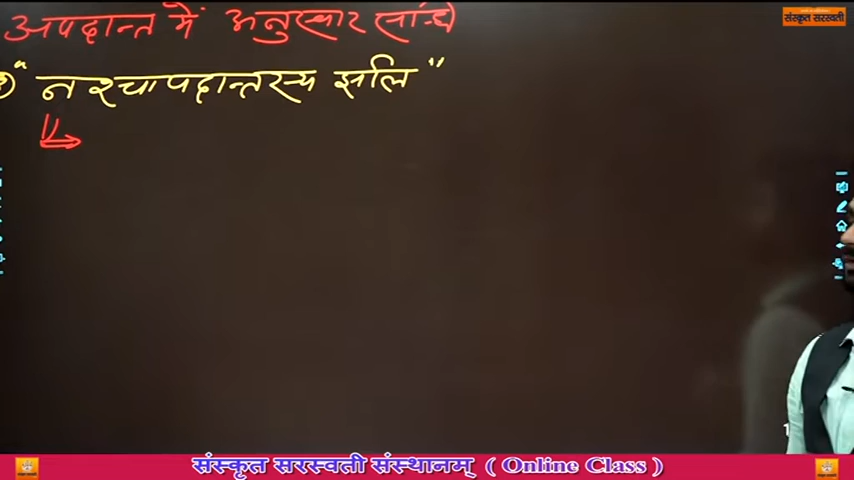 संस्कृत सरस्वती
अपदान्त में अनुस्वार सन्धि
"नश्चापदान्तस्य झलि"
संस्कृत सरस्वती संस्थानम् ( Online Class )